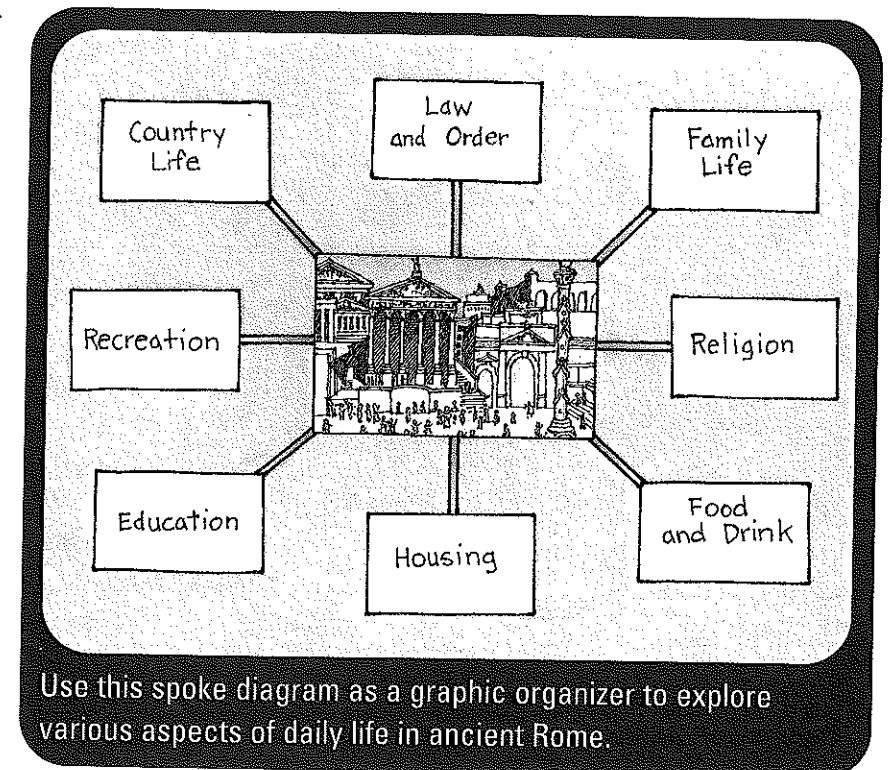 Country
Life
Law
and Order
Family
Life
Recreation
Religion
Education
Housing
Food
and Drink
Use this spoke diagram as a graphic organizer to explore
various aspects of daily life in ancient Rome.